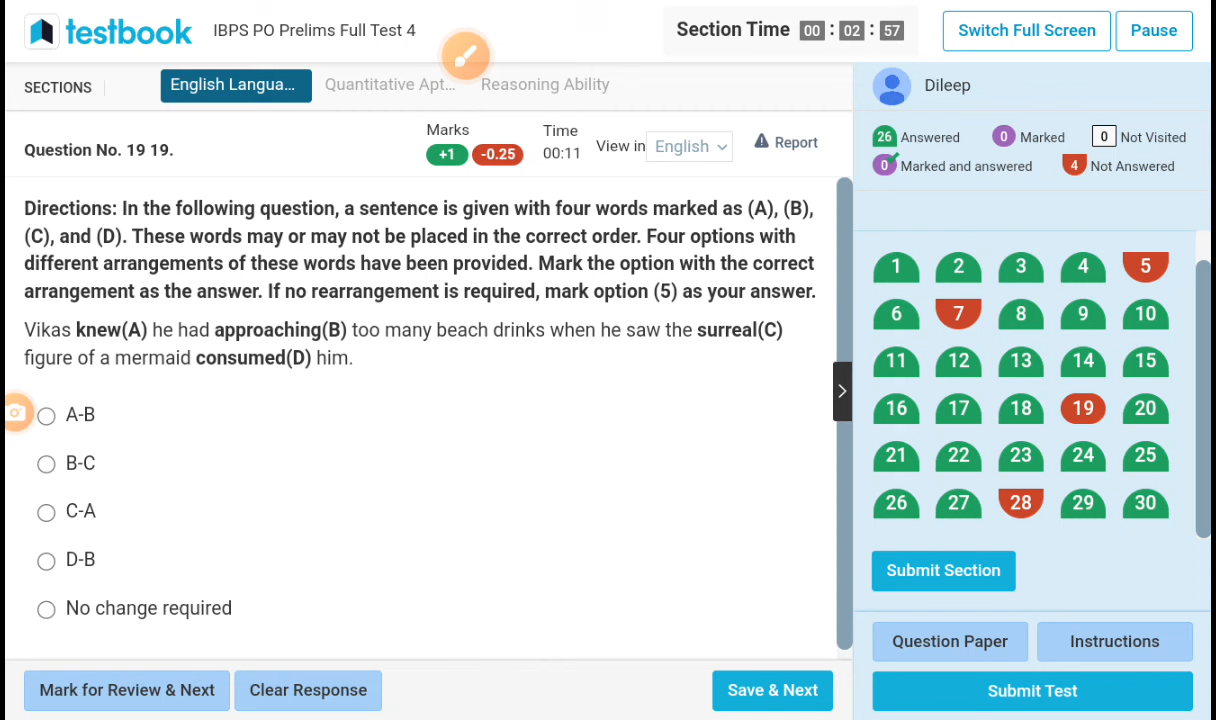 testbook
IBPS PO Prelims Full Test 4
Section Time 00 : 02 : 57
Switch Full Screen
Pause
SECTIONS
English Langua...
Quantitative Apt...
Reasoning Ability
Dileep
Question No. 19 19.
Marks
+1 -0.25
Time
00:11
View in English
Report
26 Answered
0 Marked
0 Not Visited
0 Marked and answered
4 Not Answered
Directions: In the following question, a sentence is given with four words marked as (A), (B),
(C), and (D). These words may or may not be placed in the correct order. Four options with
different arrangements of these words have been provided. Mark the option with the correct
arrangement as the answer. If no rearrangement is required, mark option (5) as your answer.
Vikas knew(A) he had approaching(B) too many beach drinks when he saw the surreal(C)
figure of a mermaid consumed(D) him.
A-B
B-C
C-A
D-B
No change required
1 2 3 4 5
6 7 8 9 10
11 12 13 14 15
16 17 18 19 20
21 22 23 24 25
26 27 28 29 30
Submit Section
Question Paper
Instructions
Mark for Review & Next
Clear Response
Save & Next
Submit Test